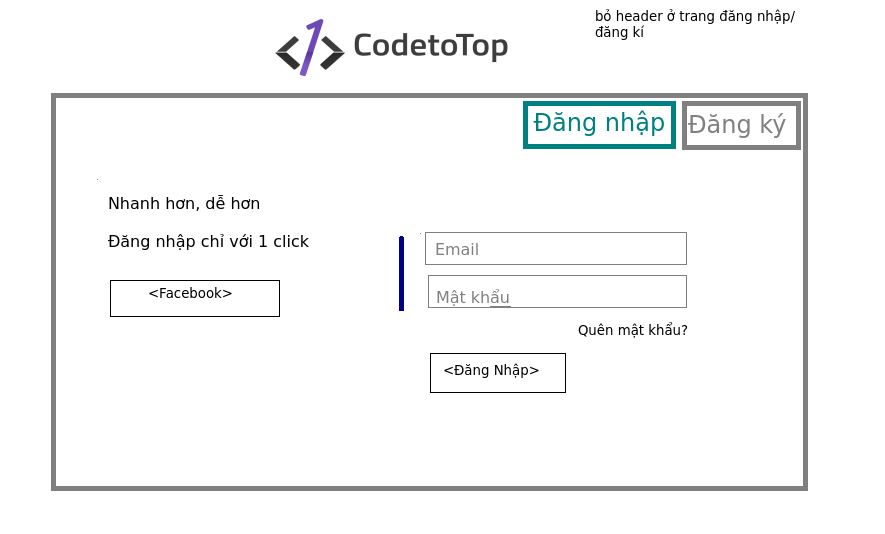 bỏ header ở trang đăng nhập/
đăng kí
CodetoTop
Đăng nhập
Đăng ký
Nhanh hơn, dễ hơn
Đăng nhập chỉ với 1 click
<Facebook>
Email
Mật khẩu
Quên mật khẩu?
<Đăng Nhập>